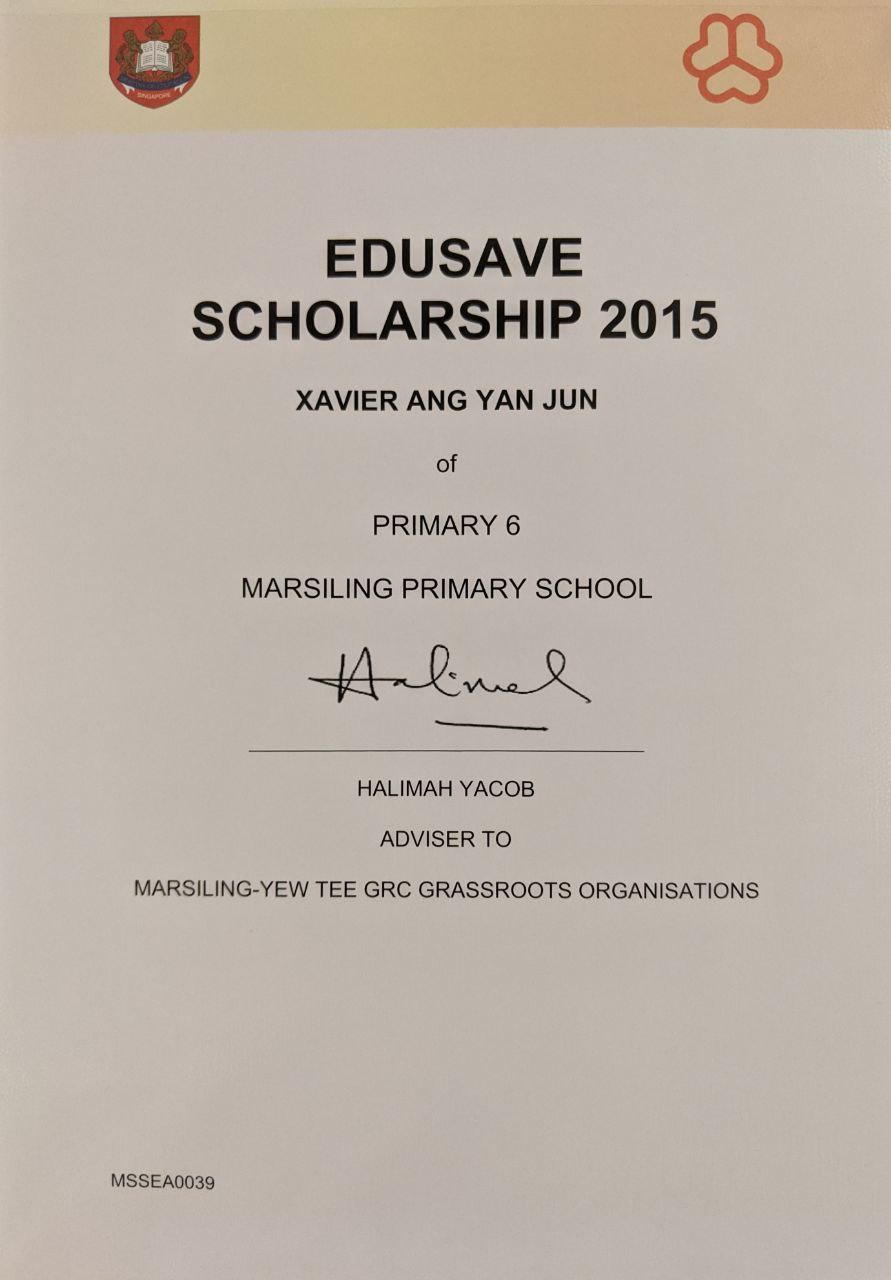 SINGAPORE
EDUSAVE
SCHOLARSHIP 2015
XAVIER ANG YAN JUN
of
PRIMARY 6
MARSILING PRIMARY SCHOOL
Halimah
HALIMAH YACOB
ADVISER TO
MARSILING-YEW TEE GRC GRASSROOTS ORGANISATIONS
MSSEA0039